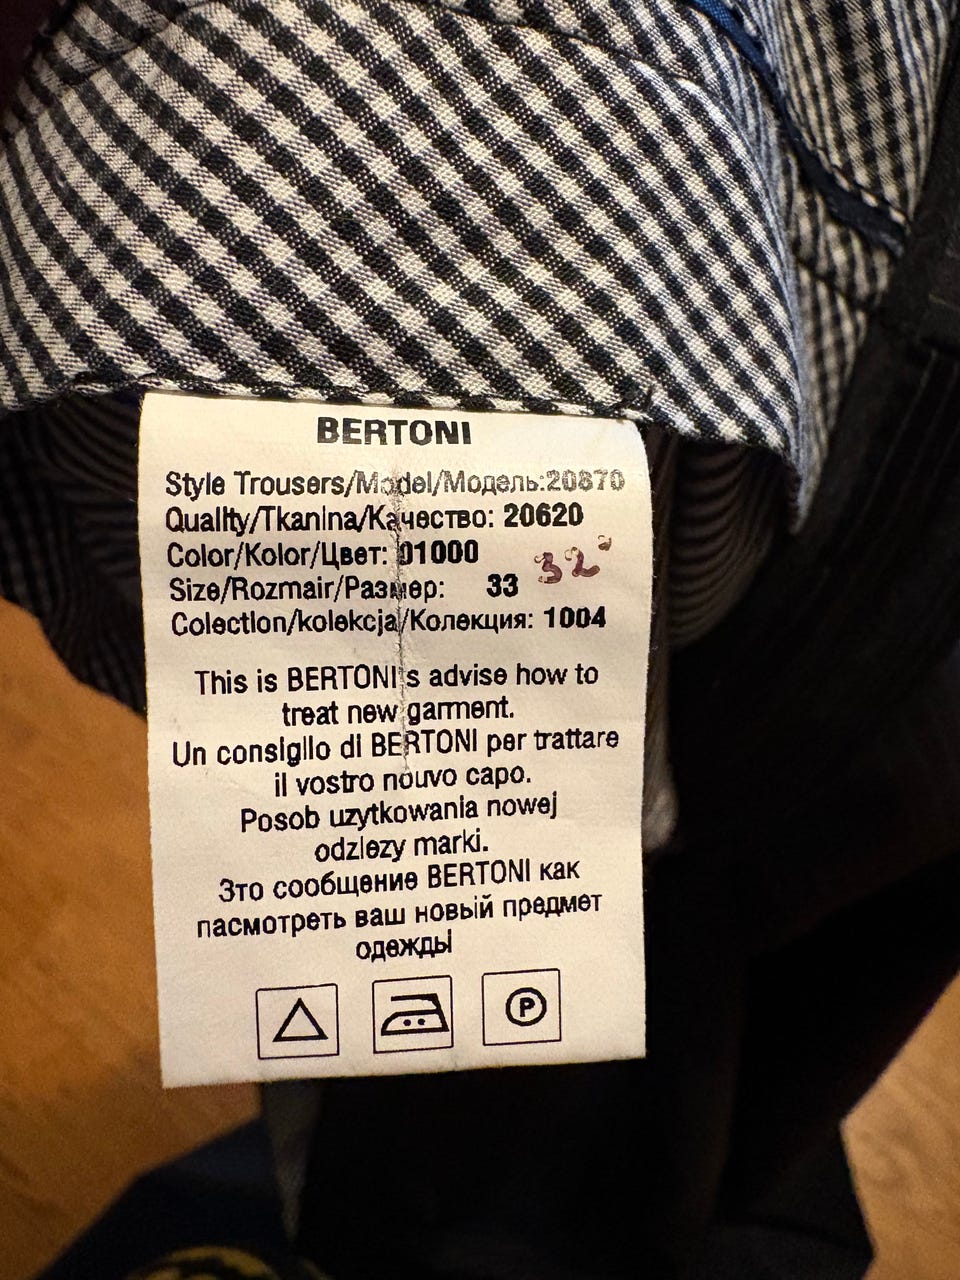 BERTONI
Style Trousers/Model/Модель:20870
Quality/Tkanina/Качество: 20620
Color/Kolor/Цвет: 01000
32"
Size/Rozmair/Размер: 33
Colection/kolekcja/Колекция: 1004
This is BERTONI's advise how to
treat new garment.
Un consiglio di BERTONI per trattare
il vostro nouvo capo.
Posob uzytkowania nowej
odziezy marki.
Зто сообщение BERTONI как
пасмотреть ваш новый предмет
одежды
P